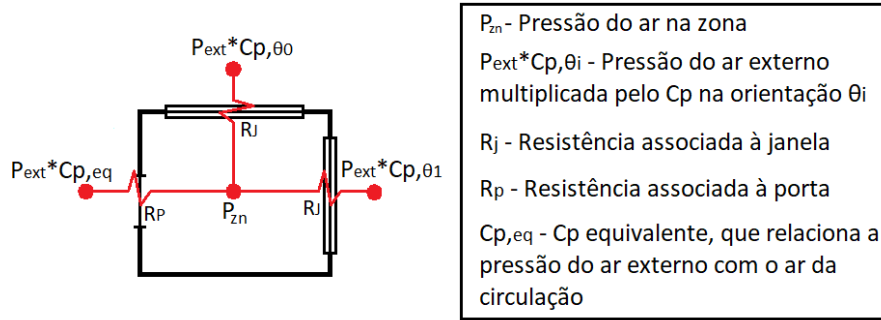 Pext*Cp,θ0
RJ
Pext*Cp,eq
Pext*Cp,θ1
RP
Pzn
RJ
Pzn- Pressão do ar na zona
Pext*Cp,θi - Pressão do ar externo
multiplicada pelo Cp na orientação θi
Rj - Resistência associada à janela
Rp - Resistência associada à porta
Cp,eq - Cp equivalente, que relaciona a
pressão do ar externo com o ar da
circulação